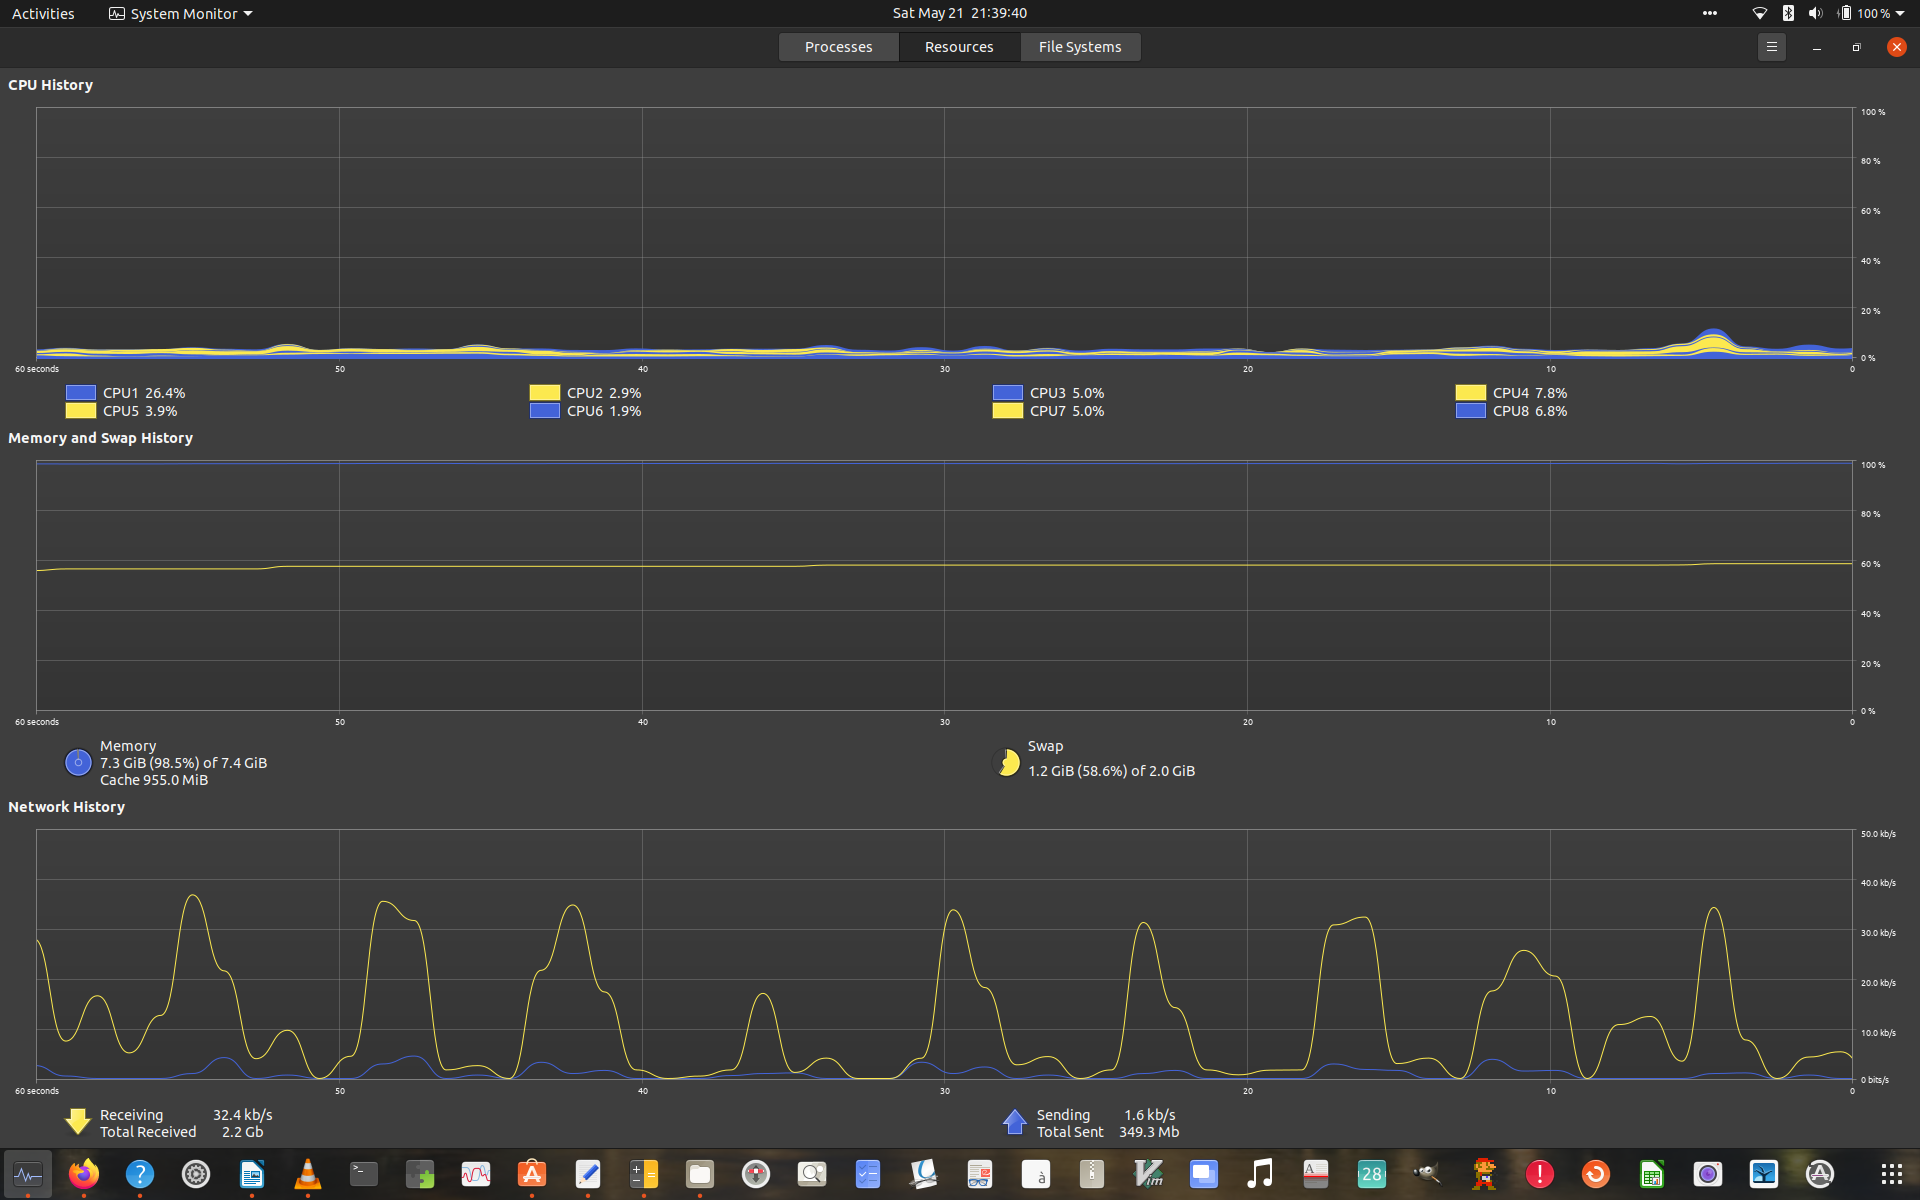 Activities System Monitor Sat May 21 21:39:40 100 %
Processes Resources File Systems
CPU History
100 %
80 %
60 %
40 %
20 %
0 %
60 seconds 50 40 30 20 10 0
CPU1 26.4% CPU2 2.9% CPU3 5.0% CPU4 7.8%
CPU5 3.9% CPU6 1.9% CPU7 5.0% CPU8 6.8%
Memory and Swap History
100 %
80 %
60 %
40 %
20 %
0 %
60 seconds 50 40 30 20 10 0
Memory
7.3 GiB (98.5%) of 7.4 GiB
Cache 955.0 MiB
Swap
1.2 GiB (58.6%) of 2.0 GiB
Network History
50.0 kb/s
40.0 kb/s
30.0 kb/s
20.0 kb/s
10.0 kb/s
0 bits/s
60 seconds 50 40 30 20 10 0
Receiving 32.4 kb/s
Total Received 2.2 Gb
Sending 1.6 kb/s
Total Sent 349.3 Mb
? >_ à Vim A 28 !